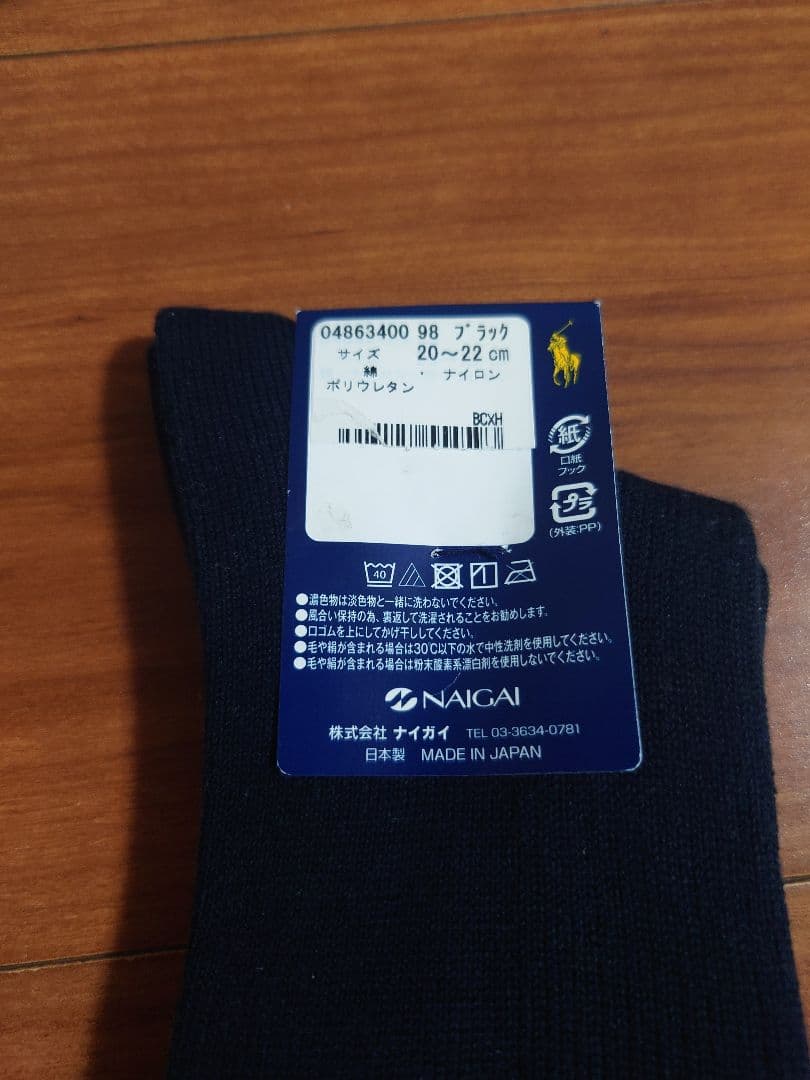 04863400 98 ブラック
サイズ 20〜22cm
綿 ・ ナイロン
ポリウレタン
BCXH
紙
口紙
フック
プラ
(外装:PP)
40
●濃色物は淡色物と一緒に洗わないでください。
●風合い保持の為、裏返して洗濯されることをお勧めします。
●口ゴムを上にしてかげ干ししてください。
●毛や絹が含まれる場合は30℃以下の水で中性洗剤を使用してください。
●毛や絹が含まれる場合は粉末酸素系漂白剤を使用しないでください。
NAIGAI
株式会社 ナイガイ TEL 03-3634-0781
日本製 MADE IN JAPAN